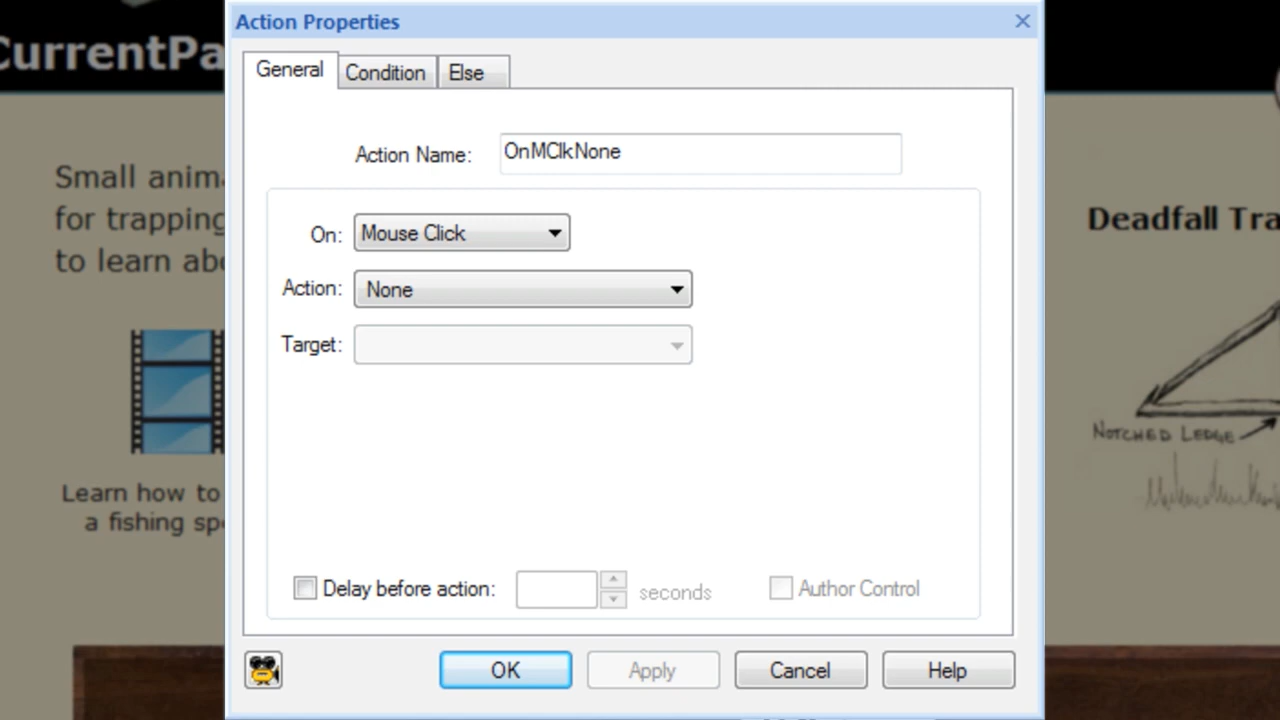 Action Properties
CurrentPa
General
Condition
Else
Action Name:
OnMClkNone
Small anima
for trapping
to learn abo
On:
Mouse Click
Deadfall Tra
Action:
None
Target:
NOTCHED LEDGE
Learn how to
a fishing spe
Delay before action:
seconds
Author Control
OK
Apply
Cancel
Help